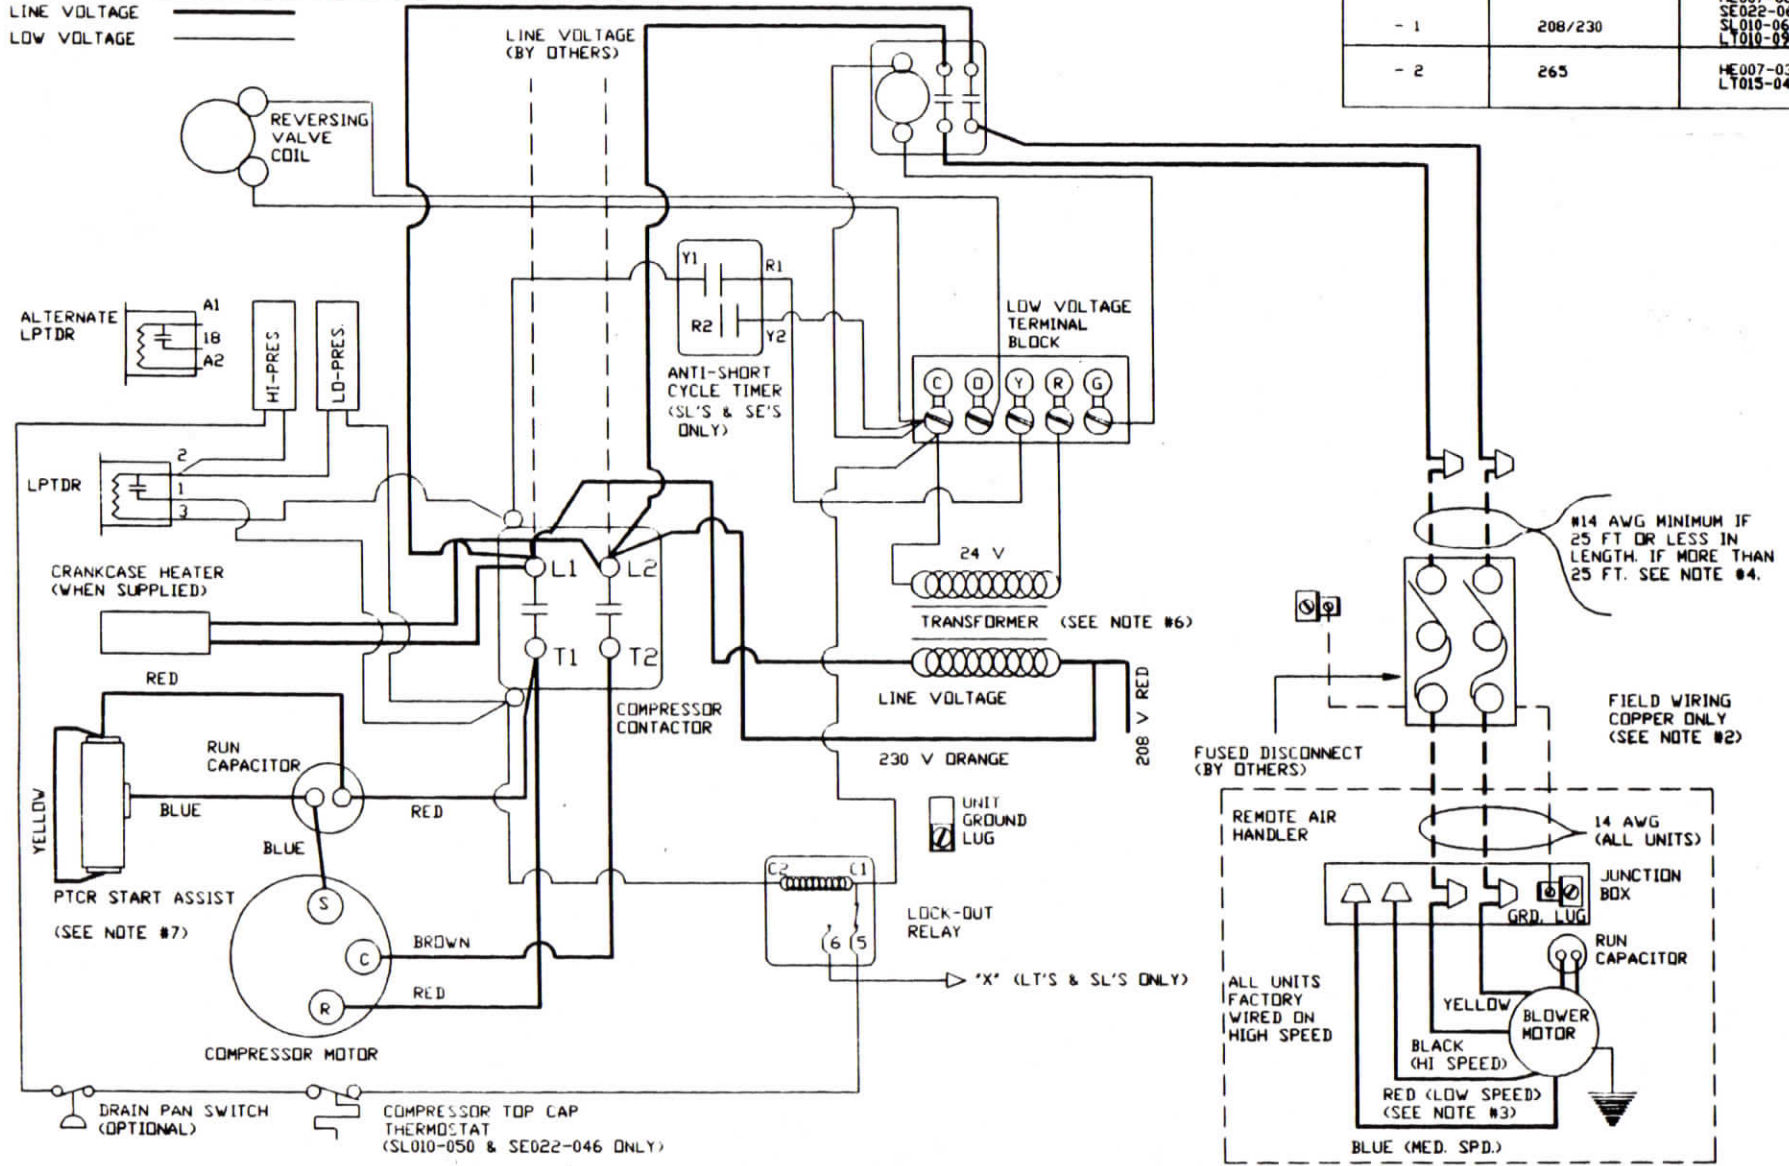 LINE VOLTAGE
LOW VOLTAGE
LINE VOLTAGE
(BY OTHERS)
SE022-
- 1
208/230
SL010-
LT010-
- 2
265
HE007-
LT015-
REVERSING
VALVE
COIL
Y1
R1
R2
Y2
ANTI-SHORT
CYCLE TIMER
(SL'S & SE'S
ONLY)
LOW VOLTAGE
TERMINAL
BLOCK
C O Y R G
ALTERNATE
LPTDR
A1
18
A2
HI-PRES
LO-PRES.
LPTDR
2
1
3
CRANKCASE HEATER
(WHEN SUPPLIED)
L1
L2
T1
T2
COMPRESSOR
CONTACTOR
24 V
TRANSFORMER (SEE NOTE #6)
LINE VOLTAGE
230 V ORANGE
208 V RED
#14 AWG MINIMUM IF
25 FT OR LESS IN
LENGTH. IF MORE THAN
25 FT. SEE NOTE #4.
FUSED DISCONNECT
(BY OTHERS)
FIELD WIRING
COPPER ONLY
(SEE NOTE #2)
RED
RUN
CAPACITOR
YELLOW
BLUE
RED
BLUE
PTCR START ASSIST
(SEE NOTE #7)
S
C
R
BROWN
RED
COMPRESSOR MOTOR
UNIT
GROUND
LUG
C2
C1
6
5
LOCK-OUT
RELAY
"X" (LT'S & SL'S ONLY)
DRAIN PAN SWITCH
(OPTIONAL)
COMPRESSOR TOP CAP
THERMOSTAT
(SL010-050 & SE022-046 ONLY)
REMOTE AIR
HANDLER
14 AWG
(ALL UNITS)
JUNCTION
BOX
GRD. LUG
RUN
CAPACITOR
ALL UNITS
FACTORY
WIRED ON
HIGH SPEED
YELLOW
BLOWER
MOTOR
BLACK
(HI SPEED)
RED (LOW SPEED)
(SEE NOTE #3)
BLUE (MED. SPD.)